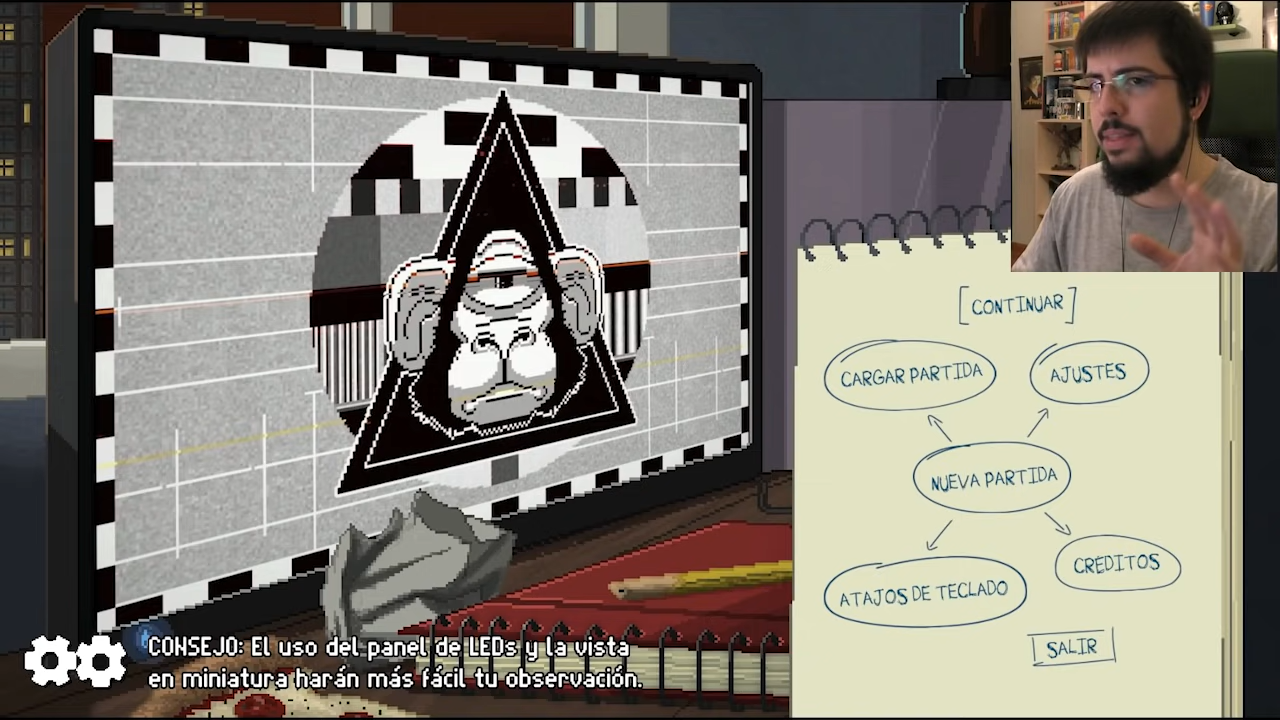 [CONTINUAR]
CARGAR PARTIDA
AJUSTES
NUEVA PARTIDA
CRÉDITOS
ATAJOS DE TECLADO
SALIR
CONSEJO: El uso del panel de LEDs y la vista
en miniatura harán más fácil tu observación.